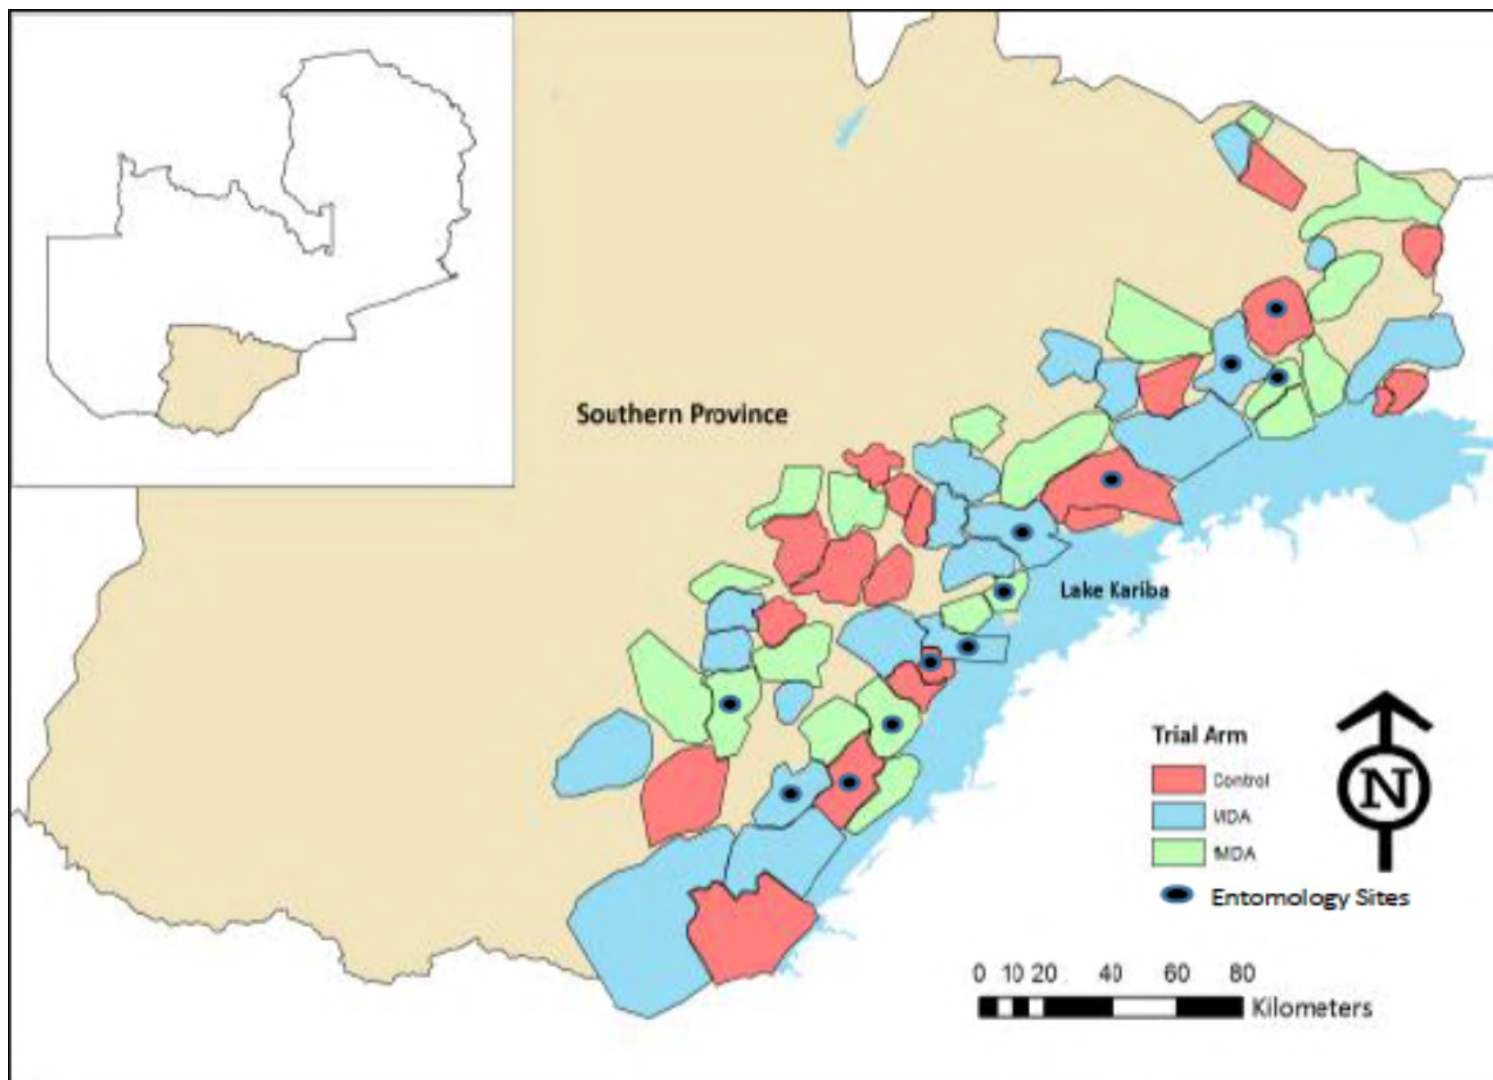 Southern Province
Lake Kariba
Trial Arm
Control
MDA
fMDA
Entomology Sites
N
0 10 20 40 60 80
Kilometers